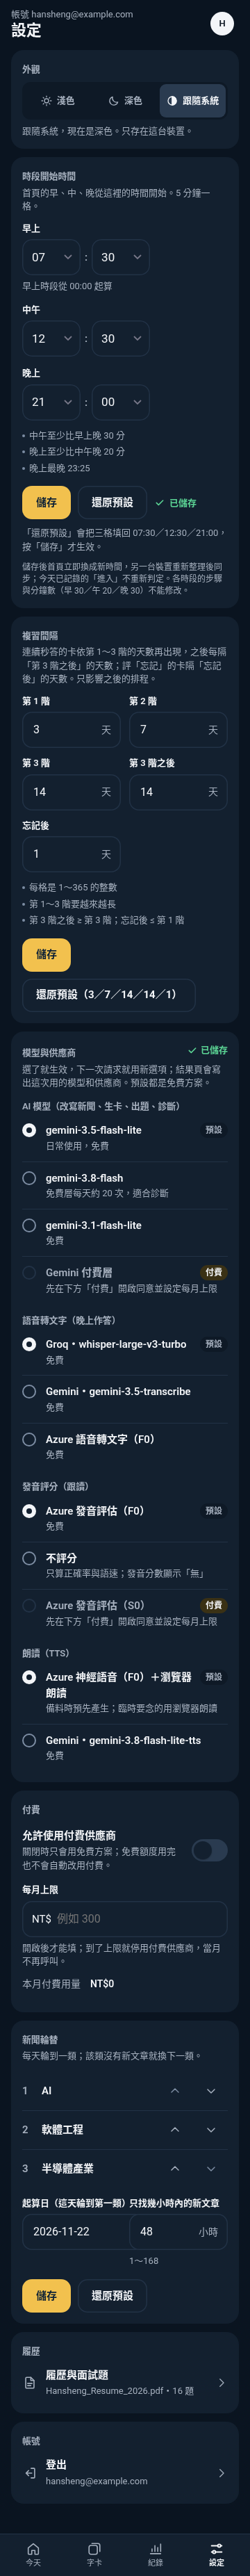 帳號 hansheng@example.com
設定
H
外觀
淺色
深色
跟隨系統
跟隨系統，現在是深色。只存在這台裝置。
時段開始時間
首頁的早、中、晚從這裡的時間開始。5 分鐘一
格。
早上
07 : 30
早上時段從 00:00 起算
中午
12 : 30
晚上
21 : 00
• 中午至少比早上晚 30 分
• 晚上至少比中午晚 20 分
• 晚上最晚 23:25
儲存
還原預設
已儲存
「還原預設」會把三格填回 07:30／12:30／21:00，
按「儲存」才生效。
儲存後首頁立即換成新時間，另一台裝置重新整理後同
步；今天已記錄的「進入」不重新判定。各時段的步驟
與分鐘數（早 30／午 20／晚 30）不能修改。
複習間隔
連續秒答的卡依第 1～3 階的天數再出現，之後每隔
「第 3 階之後」的天數；評「忘記」的卡隔「忘記
後」的天數。只影響之後的排程。
第 1 階
第 2 階
3 天
7 天
第 3 階
第 3 階之後
14 天
14 天
忘記後
1 天
• 每格是 1～365 的整數
• 第 1～3 階要越來越長
• 第 3 階之後 ≥ 第 3 階；忘記後 ≤ 第 1 階
儲存
還原預設（3／7／14／14／1）
模型與供應商
已儲存
選了就生效，下一次請求就用新選項；結果頁會寫
出這次用的模型和供應商。預設都是免費方案。
AI 模型（改寫新聞、生卡、出題、診斷）
gemini-3.5-flash-lite
預設
日常使用，免費
gemini-3.8-flash
免費層每天約 20 次，適合診斷
gemini-3.1-flash-lite
免費
Gemini 付費層
付費
先在下方「付費」開啟同意並設定每月上限
語音轉文字（晚上作答）
Groq・whisper-large-v3-turbo
預設
免費
Gemini・gemini-3.5-transcribe
免費
Azure 語音轉文字（F0）
免費
發音評分（跟讀）
Azure 發音評估（F0）
預設
免費
不評分
只算正確率與語速；發音分數顯示「無」
Azure 發音評估（S0）
付費
先在下方「付費」開啟同意並設定每月上限
朗讀（TTS）
Azure 神經語音（F0）＋瀏覽器
朗讀
預設
備料時預先產生；臨時要念的用瀏覽器朗讀
Gemini・gemini-3.8-flash-lite-tts
免費
付費
允許使用付費供應商
關閉時只會用免費方案；免費額度用完
也不會自動改用付費。
每月上限
NT$ 例如 300
開啟後才能填；到了上限就停用付費供應商，當月
不再呼叫。
本月付費用量 NT$0
新聞輪替
每天輪到一類；該類沒有新文章就換下一類。
1 AI
2 軟體工程
3 半導體產業
起算日（這天輪到第一類）
只找幾小時內的新文章
2026-11-22
48 小時
1～168
儲存
還原預設
履歷
履歷與面試題
Hansheng_Resume_2026.pdf・16 題
帳號
登出
hansheng@example.com
今天
字卡
紀錄
設定